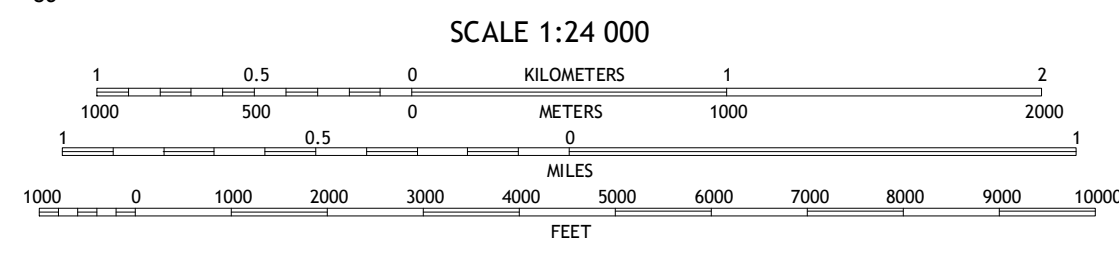 SCALE 1:24 000
1 0.5 0 KILOMETERS 1 2
1000 500 0 METERS 1000 2000
1 0.5 0 1
MILES
1000 0 1000 2000 3000 4000 5000 6000 7000 8000 9000 10000
FEET